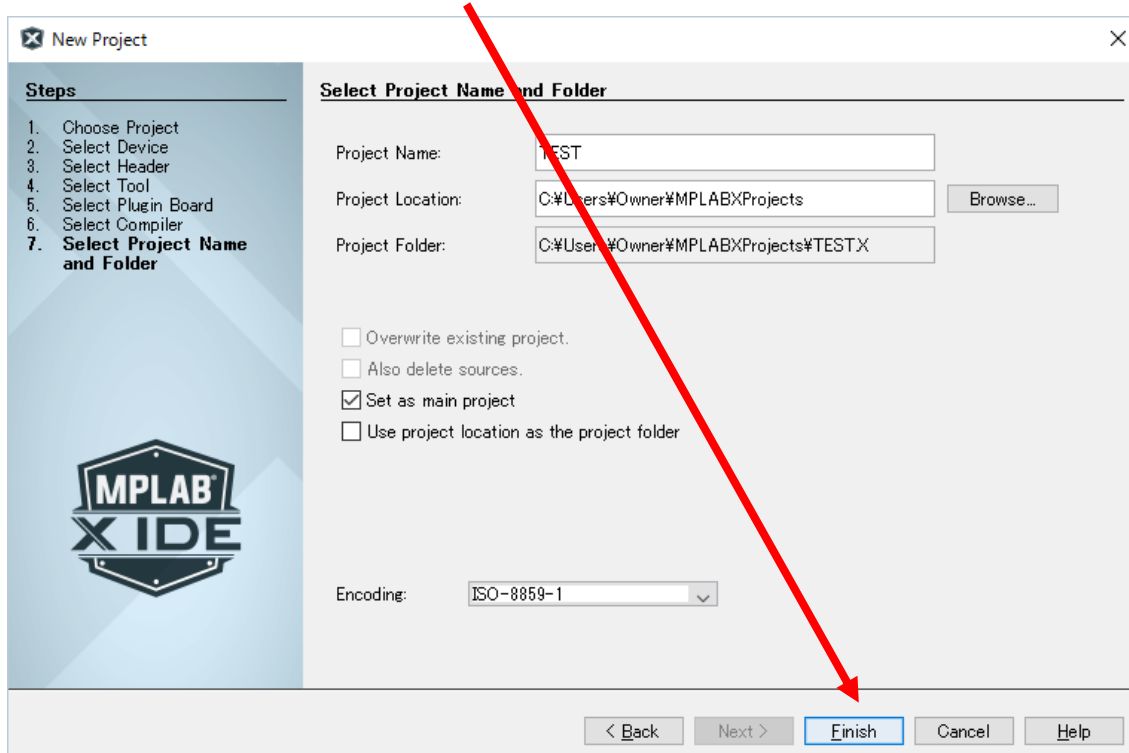 New Project
Steps
1. Choose Project
2. Select Device
3. Select Header
4. Select Tool
5. Select Plugin Board
6. Select Compiler
7. Select Project Name
and Folder
Select Project Name and Folder
Project Name: TEST
Project Location: C:¥Users¥Owner¥MPLABXProjects Browse...
Project Folder: C:¥Users¥Owner¥MPLABXProjects¥TEST.X
Overwrite existing project.
Also delete sources.
Set as main project
Use project location as the project folder
MPLAB®
X IDE
Encoding: ISO-8859-1
< Back Next > Finish Cancel Help